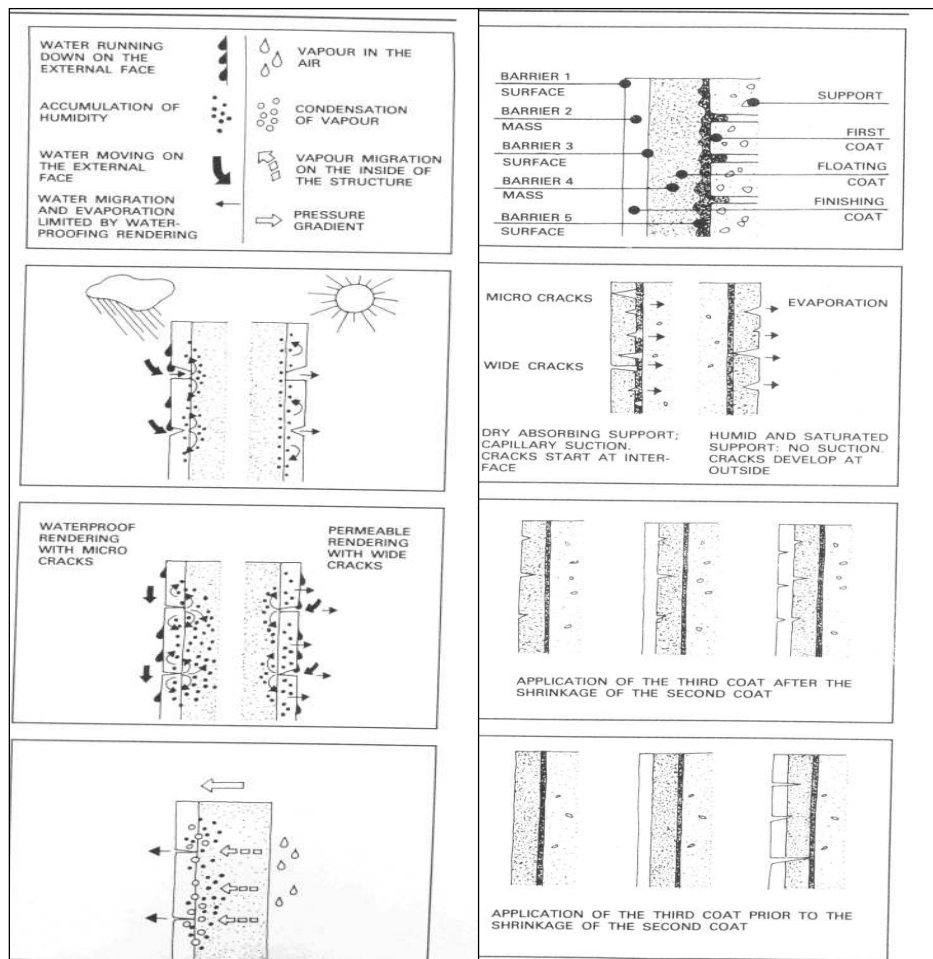 WATER RUNNING
DOWN ON THE
EXTERNAL FACE
ACCUMULATION OF
HUMIDITY
WATER MOVING ON
THE EXTERNAL
FACE
WATER MIGRATION
AND EVAPORATION
LIMITED BY WATER-
PROOFING RENDERING
VAPOUR IN THE
AIR
CONDENSATION
OF VAPOUR
VAPOUR MIGRATION
ON THE INSIDE OF
THE STRUCTURE
PRESSURE
GRADIENT
WATERPROOF
RENDERING
WITH MICRO
CRACKS
PERMEABLE
RENDERING
WITH WIDE
CRACKS
BARRIER 1
SURFACE
BARRIER 2
MASS
BARRIER 3
SURFACE
BARRIER 4
MASS
BARRIER 5
SURFACE
SUPPORT
FIRST
COAT
FLOATING
COAT
FINISHING
COAT
MICRO CRACKS
WIDE CRACKS
EVAPORATION
DRY ABSORBING SUPPORT;
CAPILLARY SUCTION.
CRACKS START AT INTER-
FACE
HUMID AND SATURATED
SUPPORT: NO SUCTION.
CRACKS DEVELOP AT
OUTSIDE
APPLICATION OF THE THIRD COAT AFTER THE
SHRINKAGE OF THE SECOND COAT
APPLICATION OF THE THIRD COAT PRIOR TO THE
SHRINKAGE OF THE SECOND COAT